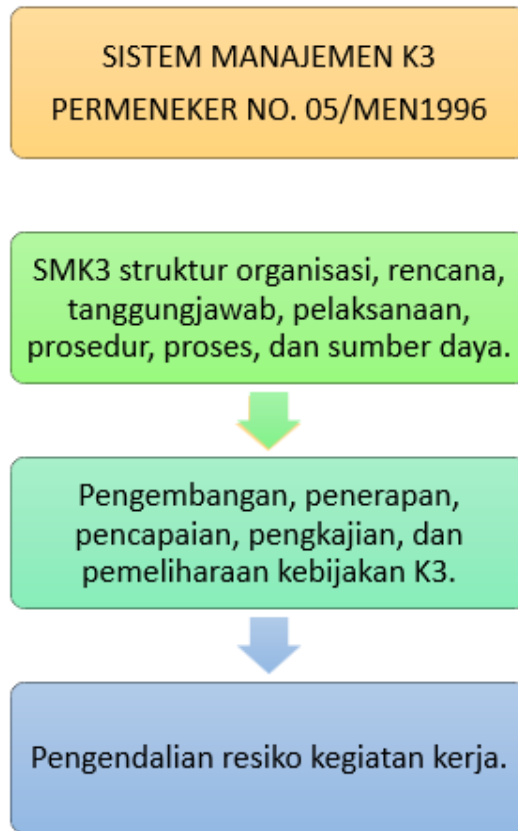 SISTEM MANAJEMEN K3
PERMENEKER NO. 05/MEN1996
SMK3 struktur organisasi, rencana,
tanggungjawab, pelaksanaan,
prosedur, proses, dan sumber daya.
Pengembangan, penerapan,
pencapaian, pengkajian, dan
pemeliharaan kebijakan K3.
Pengendalian resiko kegiatan kerja.